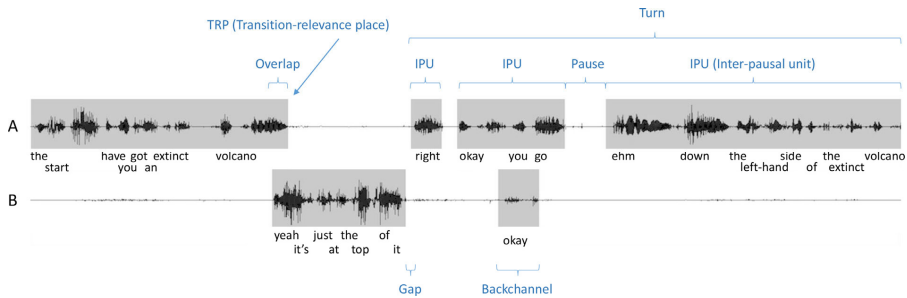 Turn
TRP (Transition-relevance place)
Overlap
IPU
IPU
Pause
IPU (Inter-pausal unit)
A
the have got extinct volcano right okay you go ehm down the side the volcano
start you an left-hand of extinct
B
yeah just the of
it's at top it
okay
Gap
Backchannel